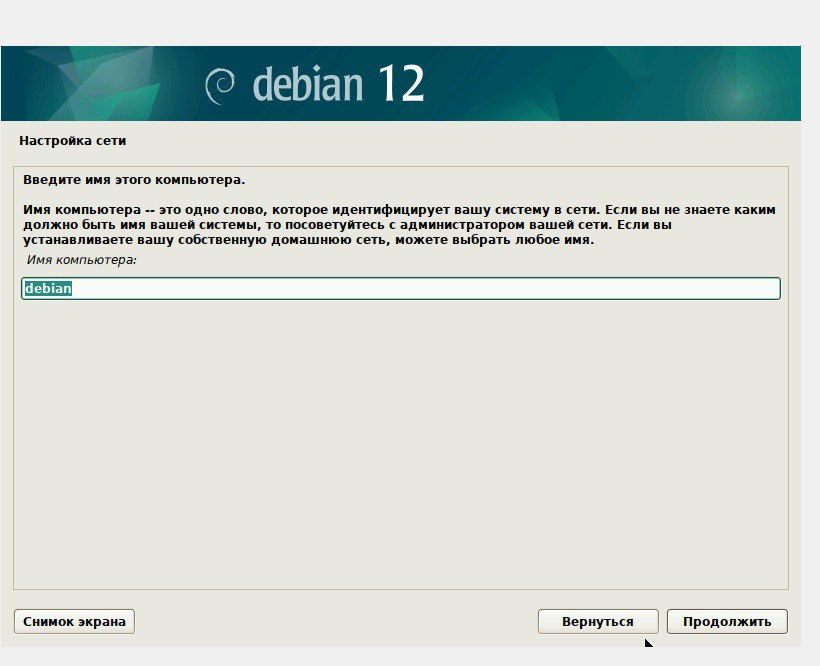 debian 12
Настройка сети
Введите имя этого компьютера.
Имя компьютера -- это одно слово, которое идентифицирует вашу систему в сети. Если вы не знаете каким
должно быть имя вашей системы, то посоветуйтесь с администратором вашей сети. Если вы
устанавливаете вашу собственную домашнюю сеть, можете выбрать любое имя.
Имя компьютера:
debian
Снимок экрана
Вернуться
Продолжить